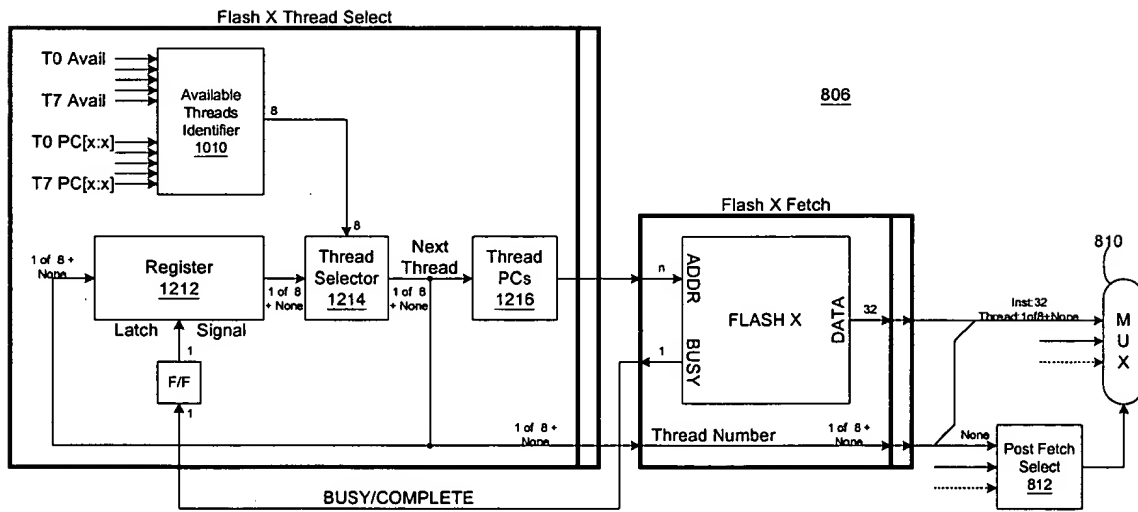 Flash X Thread Select
T0 Avail
T7 Avail
T0 PC[x:x]
T7 PC[x:x]
Available
Threads
Identifier
1010
8
8
806
Flash X Fetch
1 of 8 +
None
Register
1212
Latch Signal
1 of 8
+ None
Thread
Selector
1214
Next
Thread
1 of 8
+ None
Thread
PCs
1216
n
ADDR
BUSY
FLASH X
DATA
32
1
810
Inst:32
Thread:1of8+None
MUX
1
F/F
1
1 of 8 +
None
Thread Number
1 of 8 +
None
None
Post Fetch
Select
812
BUSY/COMPLETE